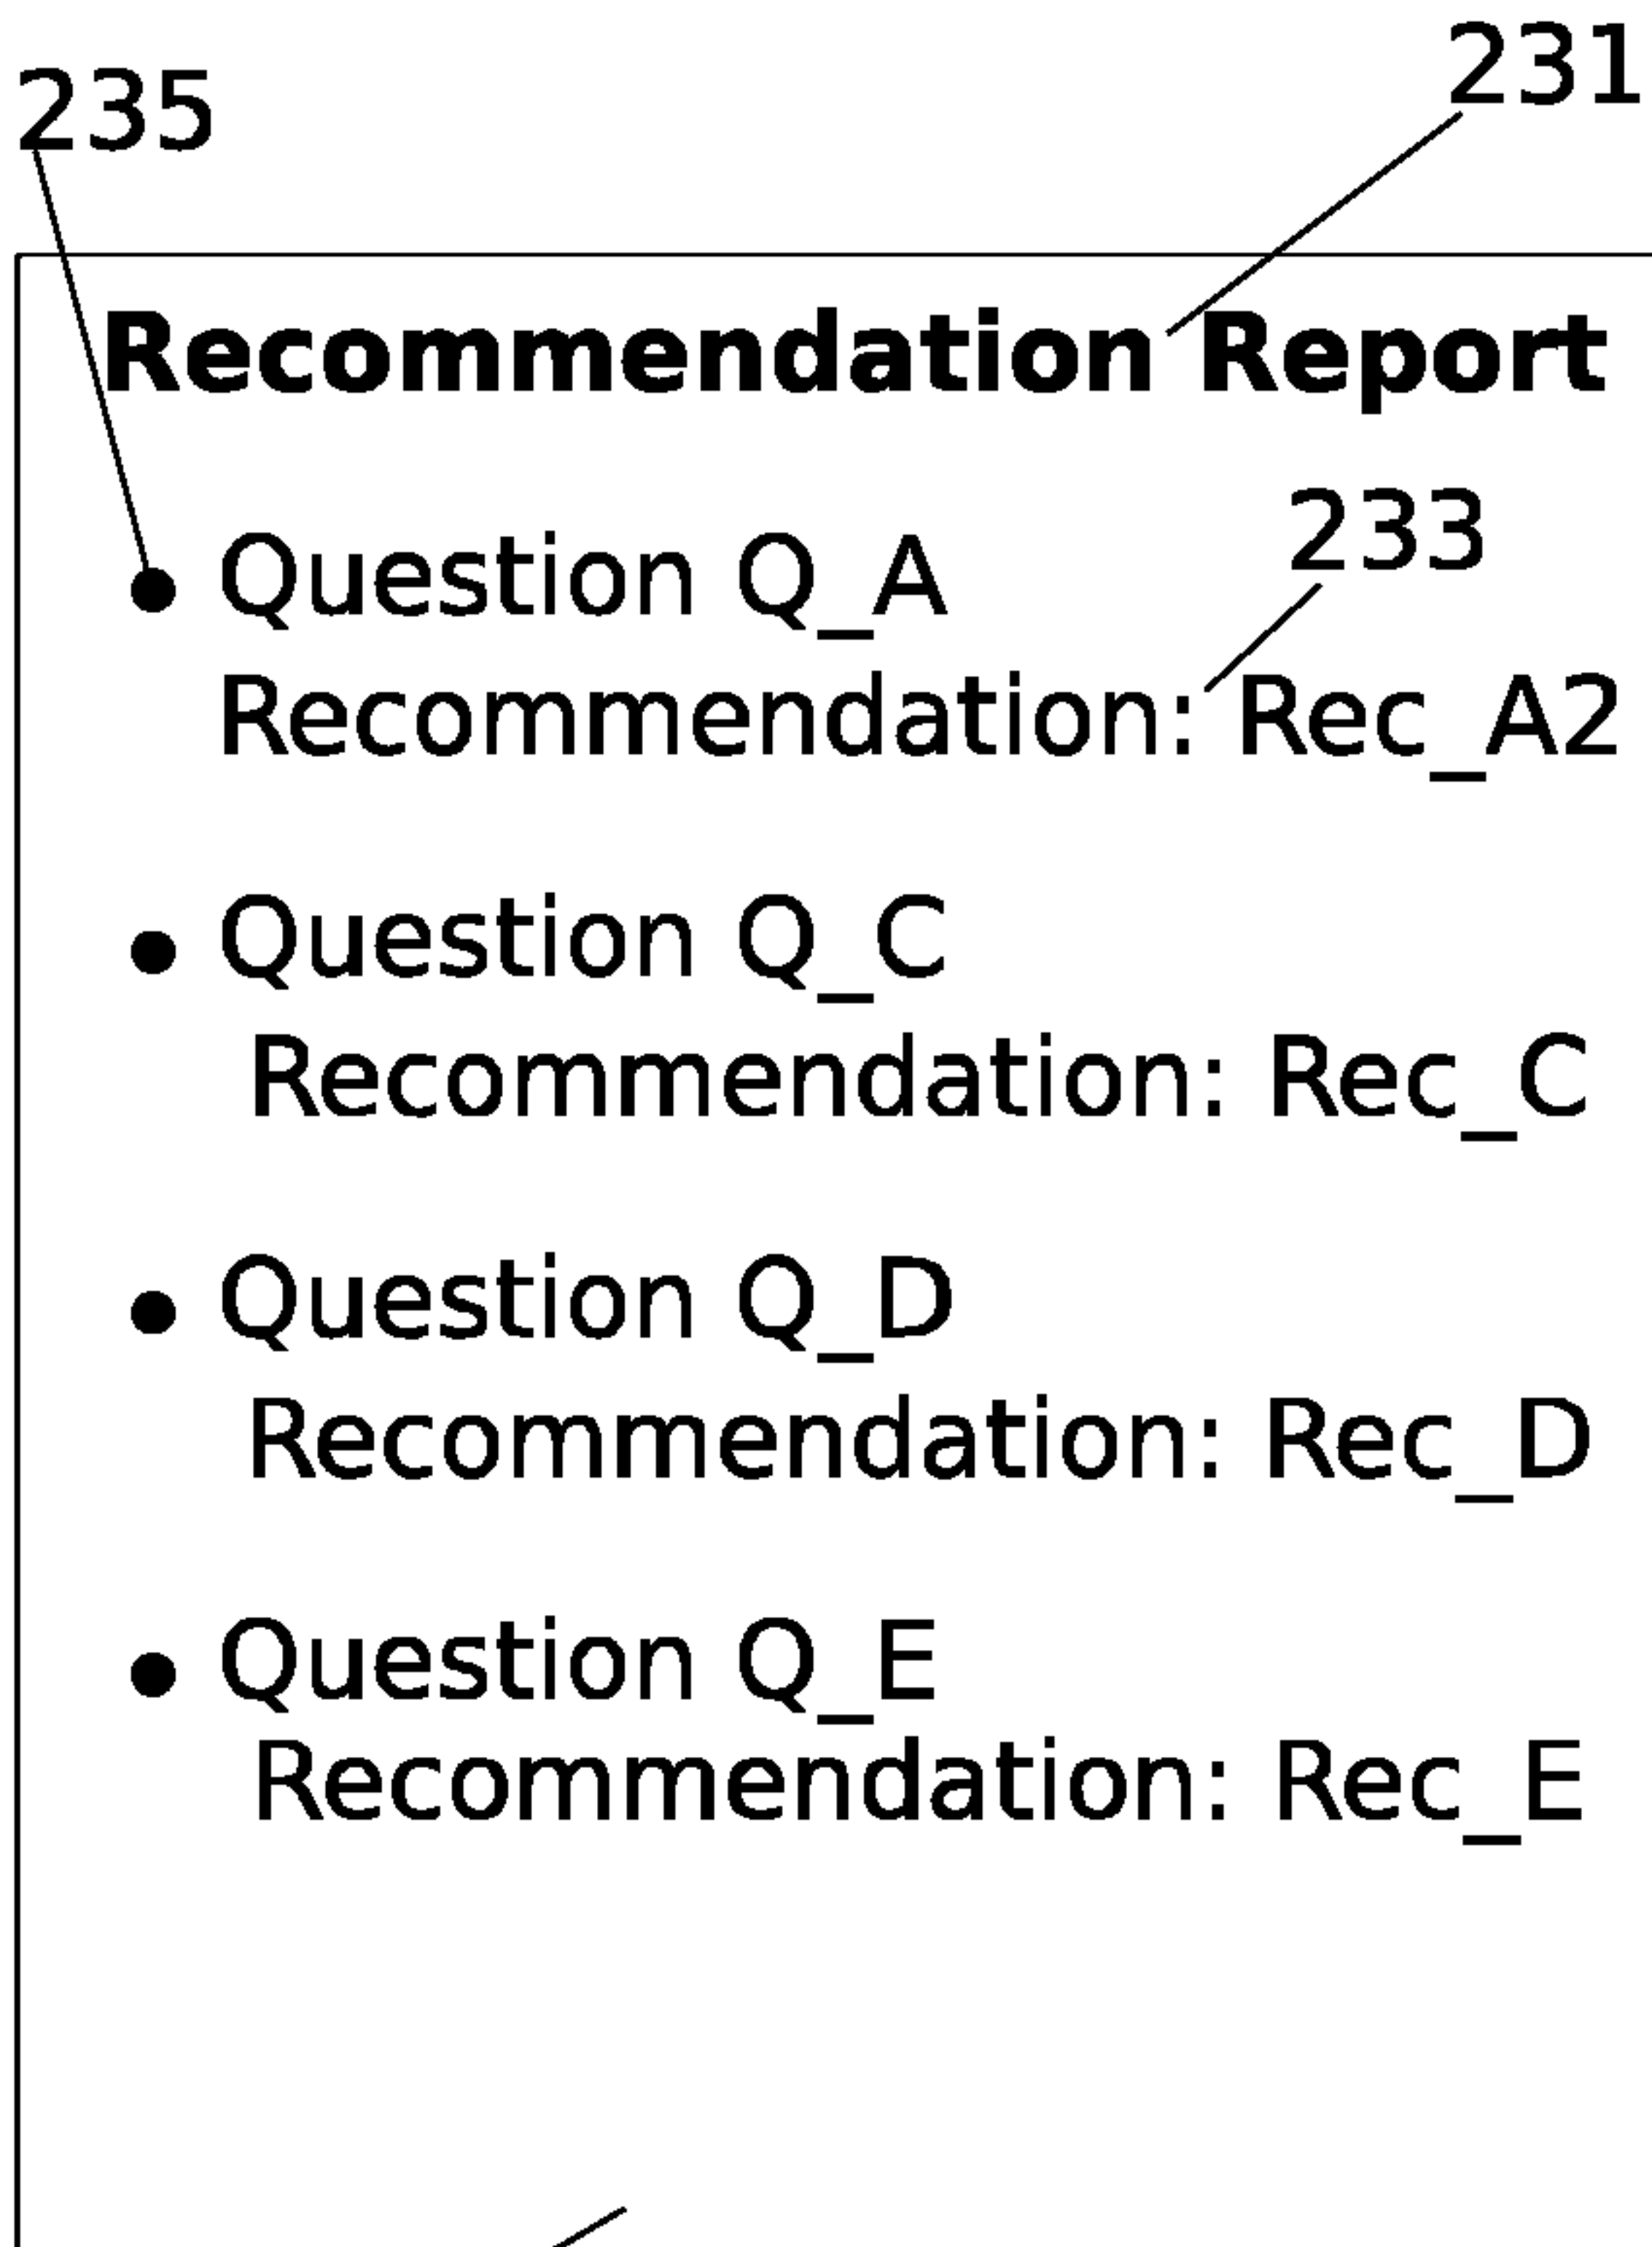 231
235
Recommendation Report
233
• Question Q_A
Recommendation: Rec_A2
• Question Q_C
Recommendation: Rec_C
• Question Q_D
Recommendation: Rec_D
• Question Q_E
Recommendation: Rec_E